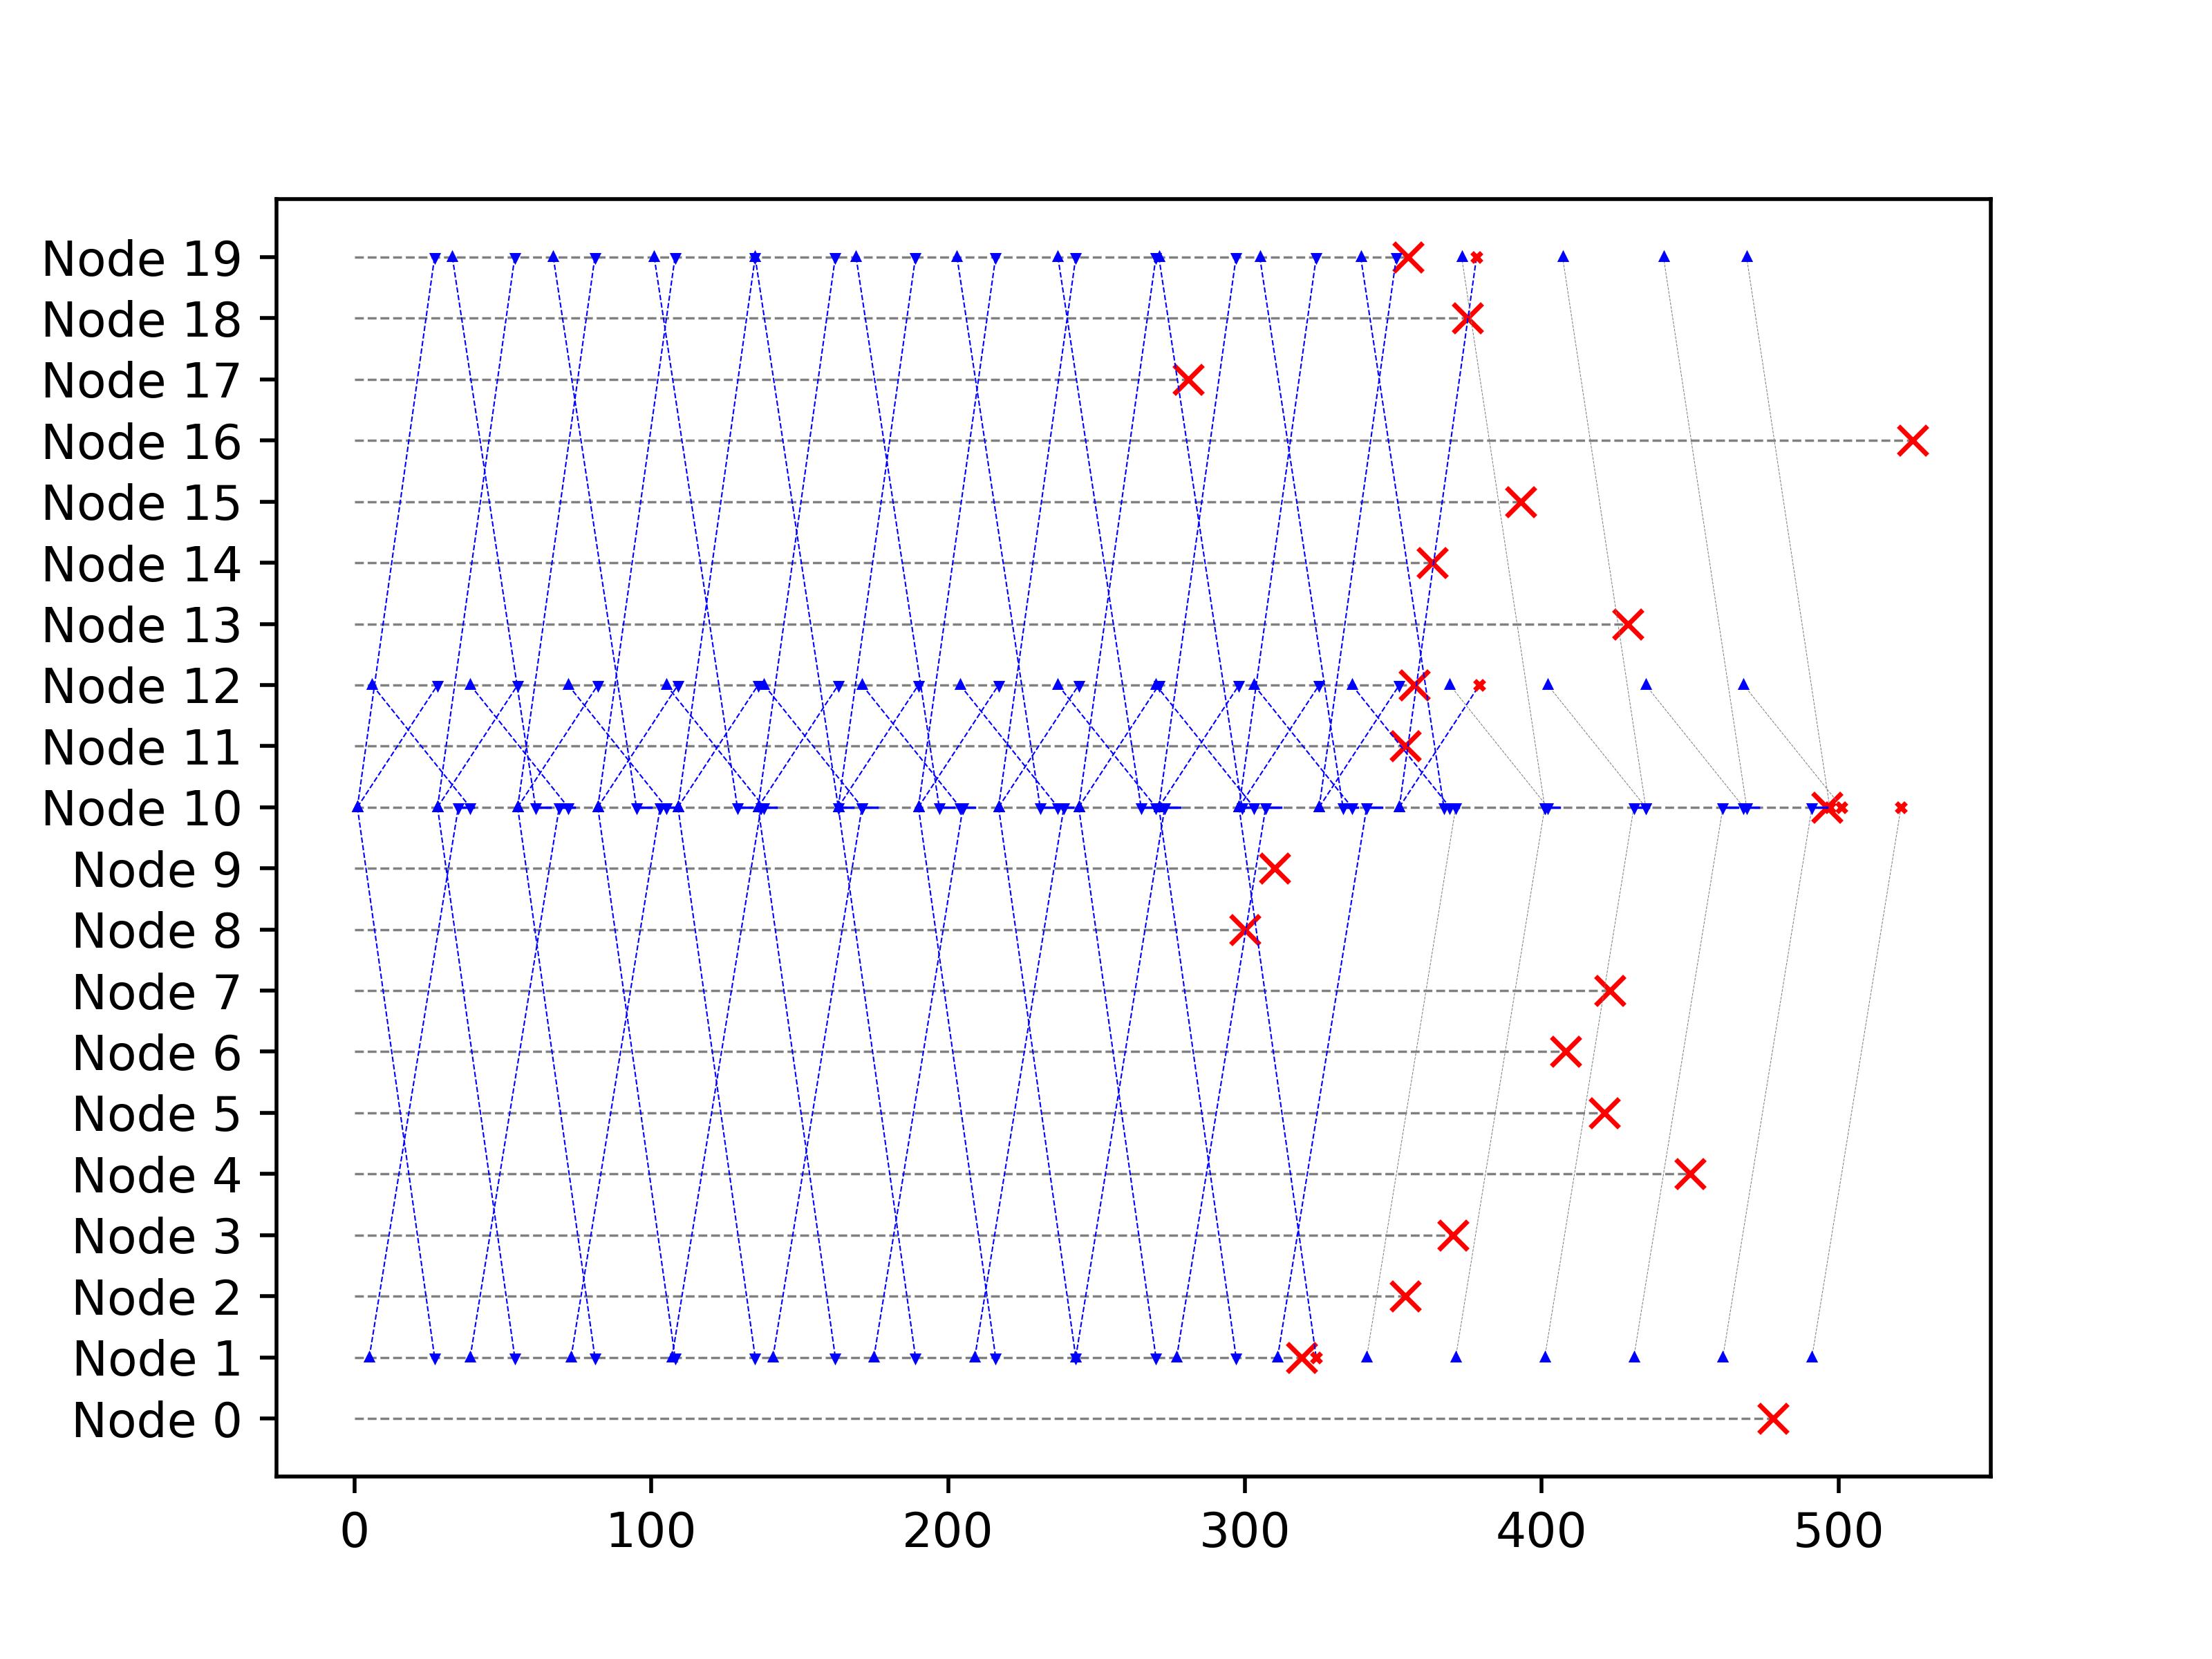 Node 19
Node 18
Node 17
Node 16
Node 15
Node 14
Node 13
Node 12
Node 11
Node 10
Node 9
Node 8
Node 7
Node 6
Node 5
Node 4
Node 3
Node 2
Node 1
Node 0
0 100 200 300 400 500